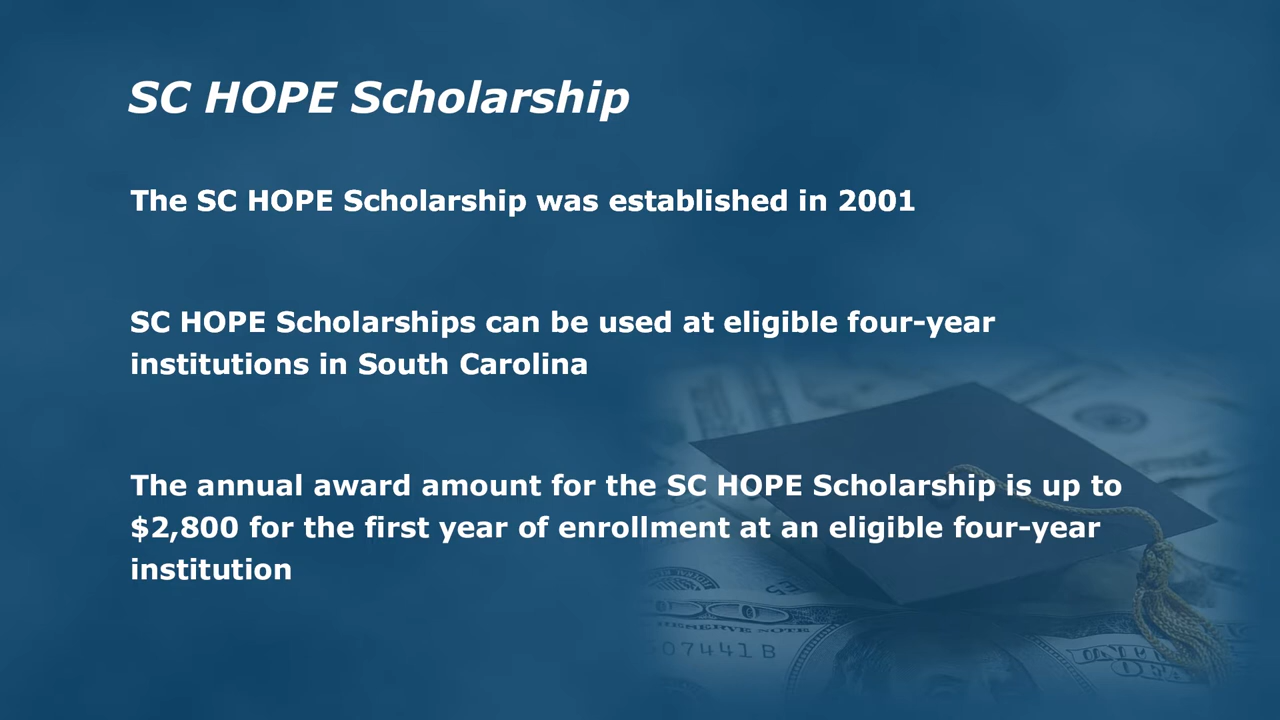 SC HOPE Scholarship
The SC HOPE Scholarship was established in 2001
SC HOPE Scholarships can be used at eligible four-year
institutions in South Carolina
The annual award amount for the SC HOPE Scholarship is up to
$2,800 for the first year of enrollment at an eligible four-year
institution
07441B